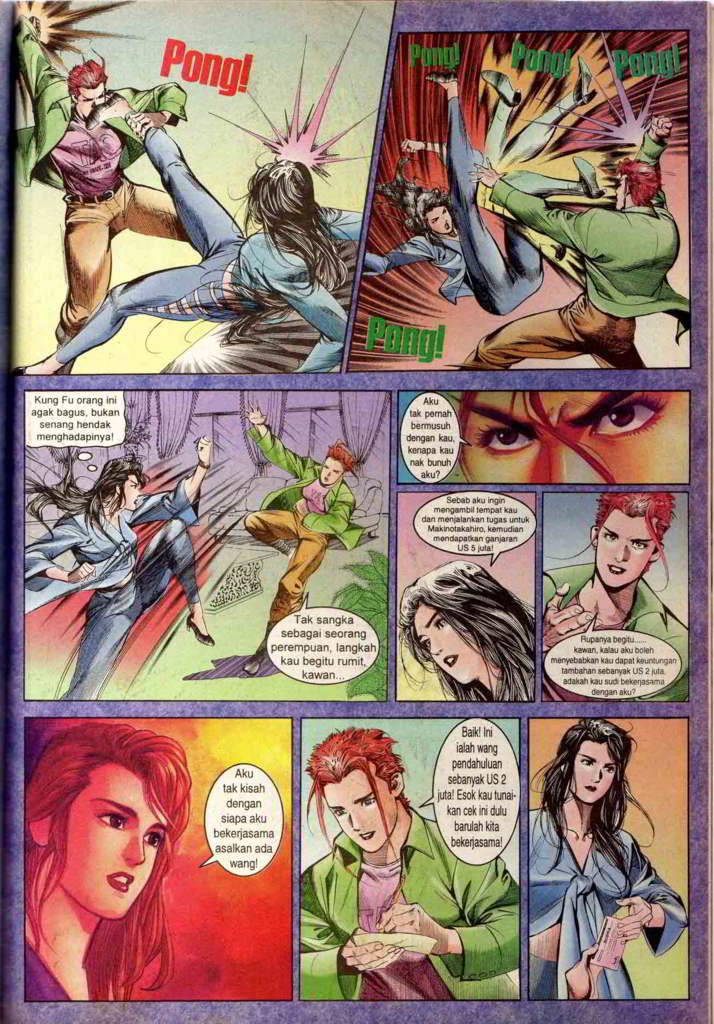 Pong!
Pong!
Pong!
Pong!
Pong!
Kung Fu orang ini
agak bagus, bukan
senang hendak
menghadapinya!
Tak sangka
sebagai seorang
perempuan, langkah
kau begitu rumit,
kawan...
Aku
tak pernah
bermusuh
dengan kau,
kenapa kau
nak bunuh
aku?
Sebab aku ingin
mengambil tempat kau
dan menjalankan tugas untuk
Makinotakahiro, kemudian
mendapatkan ganjaran
US 5 juta!
Rupanya begitu......
kawan, kalau aku boleh
menyebabkan kau dapat keuntungan
tambahan sebanyak US 2 juta,
adakah kau sudi bekerjasama
dengan aku?
Aku
tak kisah
dengan
siapa aku
bekerjasama
asalkan ada
wang!
Baik! Ini
ialah wang
pendahuluan
sebanyak US 2
juta! Esok kau tunai-
kan cek ini dulu
barulah kita
bekerjasama!